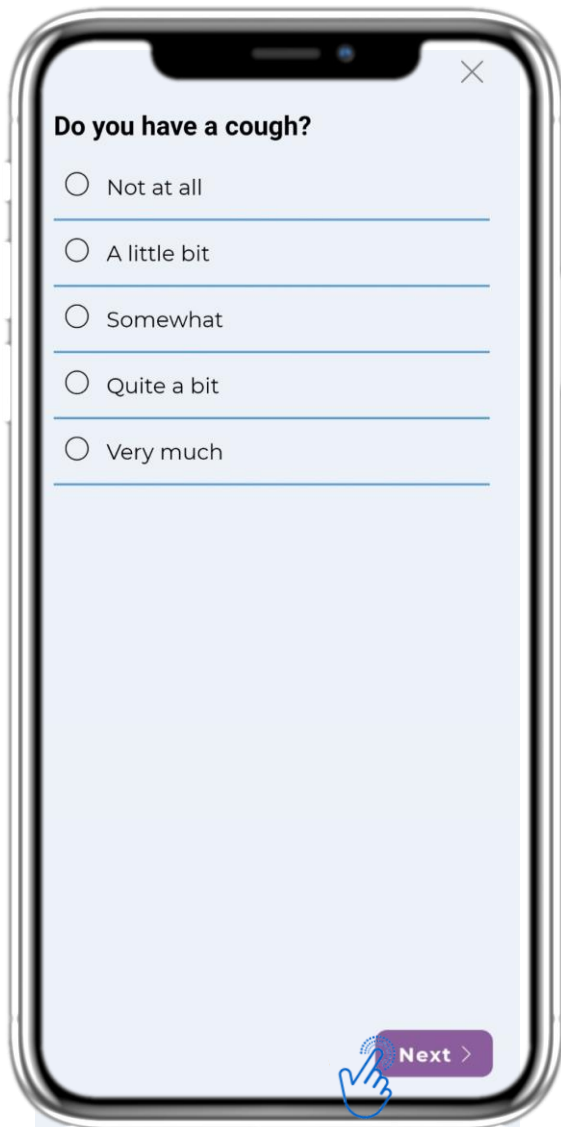 Do you have a cough?
Not at all
A little bit
Somewhat
Quite a bit
Very much
Next